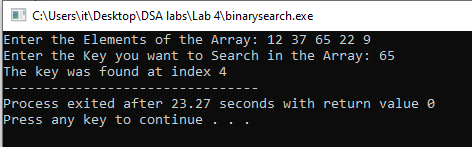 C:\Users\it\Desktop\DSA labs\Lab 4\binarysearch.exe
Enter the Elements of the Array: 12 37 65 22 9
Enter the Key you want to Search in the Array: 65
The key was found at index 4
--------------------------------
Process exited after 23.27 seconds with return value 0
Press any key to continue . . .